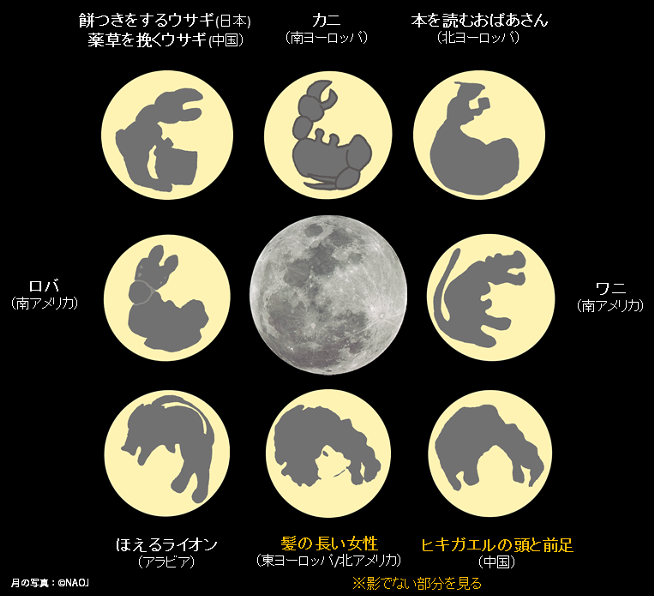 餅つきをするウサギ(日本)
薬草を挽くウサギ(中国)
カニ
(南ヨーロッパ)
本を読むおばあさん
(北ヨーロッパ)
ロバ
(南アメリカ)
ワニ
(南アメリカ)
ほえるライオン
(アラビア)
髪の長い女性
(東ヨーロッパ/北アメリカ)
ヒキガエルの頭と前足
(中国)
※影でない部分を見る
月の写真：©NAOJ